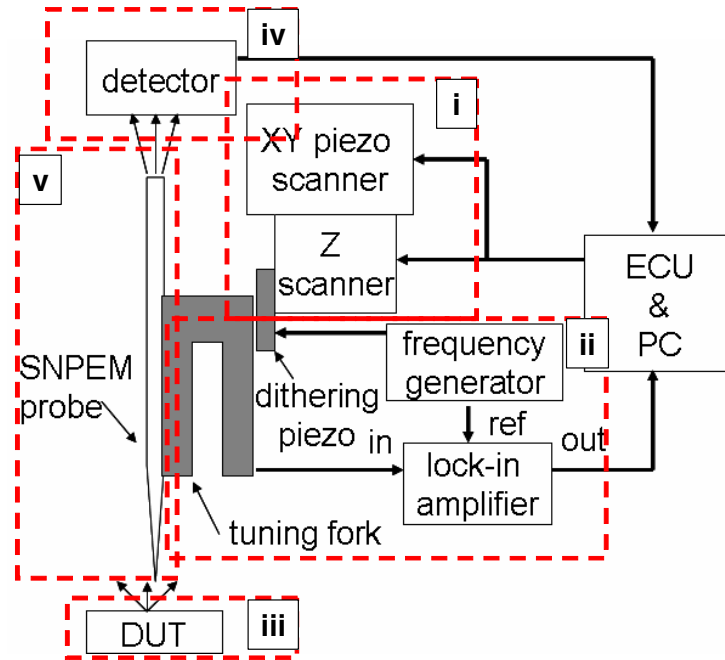 iv
detector
i
XY piezo
scanner
v
Z
scanner
ECU
&
PC
ii
frequency
generator
SNPEM
probe
dithering
piezo
in
ref
out
lock-in
amplifier
tuning fork
iii
DUT